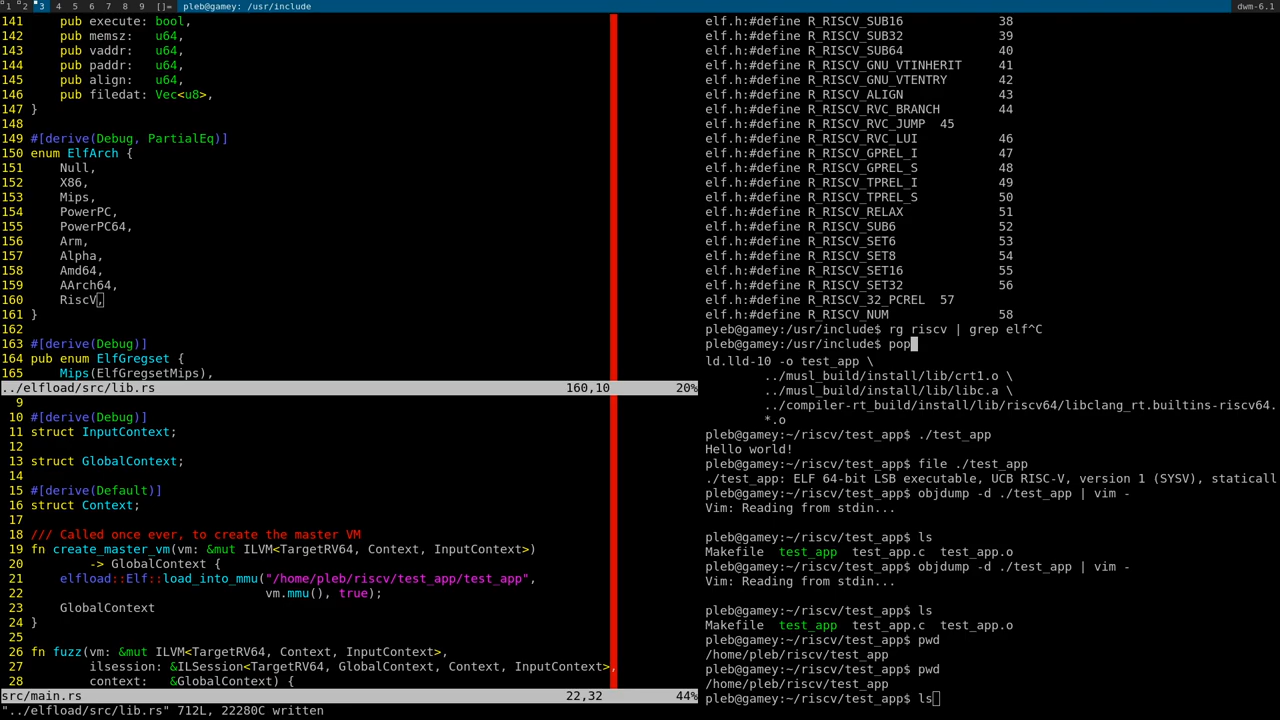 1 2 3 4 5 6 7 8 9 []= pleb@gamey: /usr/include dwm-6.1
141     pub execute: bool,
142     pub memsz:   u64,
143     pub vaddr:   u64,
144     pub paddr:   u64,
145     pub align:   u64,
146     pub filedat: Vec<u8>,
147 }
148
149 #[derive(Debug, PartialEq)]
150 enum ElfArch {
151     Null,
152     X86,
153     Mips,
154     PowerPC,
155     PowerPC64,
156     Arm,
157     Alpha,
158     Amd64,
159     AArch64,
160     RiscV,
161 }
162
163 #[derive(Debug)]
164 pub enum ElfGregset {
165     Mips(ElfGregsetMips),
../elfload/src/lib.rs 160,10 20%
9
10 #[derive(Debug)]
11 struct InputContext;
12
13 struct GlobalContext;
14
15 #[derive(Default)]
16 struct Context;
17
18 /// Called once ever, to create the master VM
19 fn create_master_vm(vm: &mut ILVM<TargetRV64, Context, InputContext>)
20         -> GlobalContext {
21     elfload::Elf::load_into_mmu("/home/pleb/riscv/test_app/test_app",
22                                 vm.mmu(), true);
23     GlobalContext
24 }
25
26 fn fuzz(vm: &mut ILVM<TargetRV64, Context, InputContext>,
27         ilsession: &ILSession<TargetRV64, GlobalContext, Context, InputContext>,
28         context:   &GlobalContext) {
src/main.rs 22,32 44%
"../elfload/src/lib.rs" 712L, 22280C written
elf.h:#define R_RISCV_SUB16 38
elf.h:#define R_RISCV_SUB32 39
elf.h:#define R_RISCV_SUB64 40
elf.h:#define R_RISCV_GNU_VTINHERIT 41
elf.h:#define R_RISCV_GNU_VTENTRY 42
elf.h:#define R_RISCV_ALIGN 43
elf.h:#define R_RISCV_RVC_BRANCH 44
elf.h:#define R_RISCV_RVC_JUMP 45
elf.h:#define R_RISCV_RVC_LUI 46
elf.h:#define R_RISCV_GPREL_I 47
elf.h:#define R_RISCV_GPREL_S 48
elf.h:#define R_RISCV_TPREL_I 49
elf.h:#define R_RISCV_TPREL_S 50
elf.h:#define R_RISCV_RELAX 51
elf.h:#define R_RISCV_SUB6 52
elf.h:#define R_RISCV_SET6 53
elf.h:#define R_RISCV_SET8 54
elf.h:#define R_RISCV_SET16 55
elf.h:#define R_RISCV_SET32 56
elf.h:#define R_RISCV_32_PCREL 57
elf.h:#define R_RISCV_NUM 58
pleb@gamey:/usr/include$ rg riscv | grep elf^C
pleb@gamey:/usr/include$ pop
ld.lld-10 -o test_app \
        ../musl_build/install/lib/crt1.o \
        ../musl_build/install/lib/libc.a \
        ../compiler-rt_build/install/lib/riscv64/libclang_rt.builtins-riscv64.
        *.o
pleb@gamey:~/riscv/test_app$ ./test_app
Hello world!
pleb@gamey:~/riscv/test_app$ file ./test_app
./test_app: ELF 64-bit LSB executable, UCB RISC-V, version 1 (SYSV), staticall
pleb@gamey:~/riscv/test_app$ objdump -d ./test_app | vim -
Vim: Reading from stdin...

pleb@gamey:~/riscv/test_app$ ls
Makefile  test_app  test_app.c  test_app.o
pleb@gamey:~/riscv/test_app$ objdump -d ./test_app | vim -
Vim: Reading from stdin...

pleb@gamey:~/riscv/test_app$ ls
Makefile  test_app  test_app.c  test_app.o
pleb@gamey:~/riscv/test_app$ pwd
/home/pleb/riscv/test_app
pleb@gamey:~/riscv/test_app$ pwd
/home/pleb/riscv/test_app
pleb@gamey:~/riscv/test_app$ ls